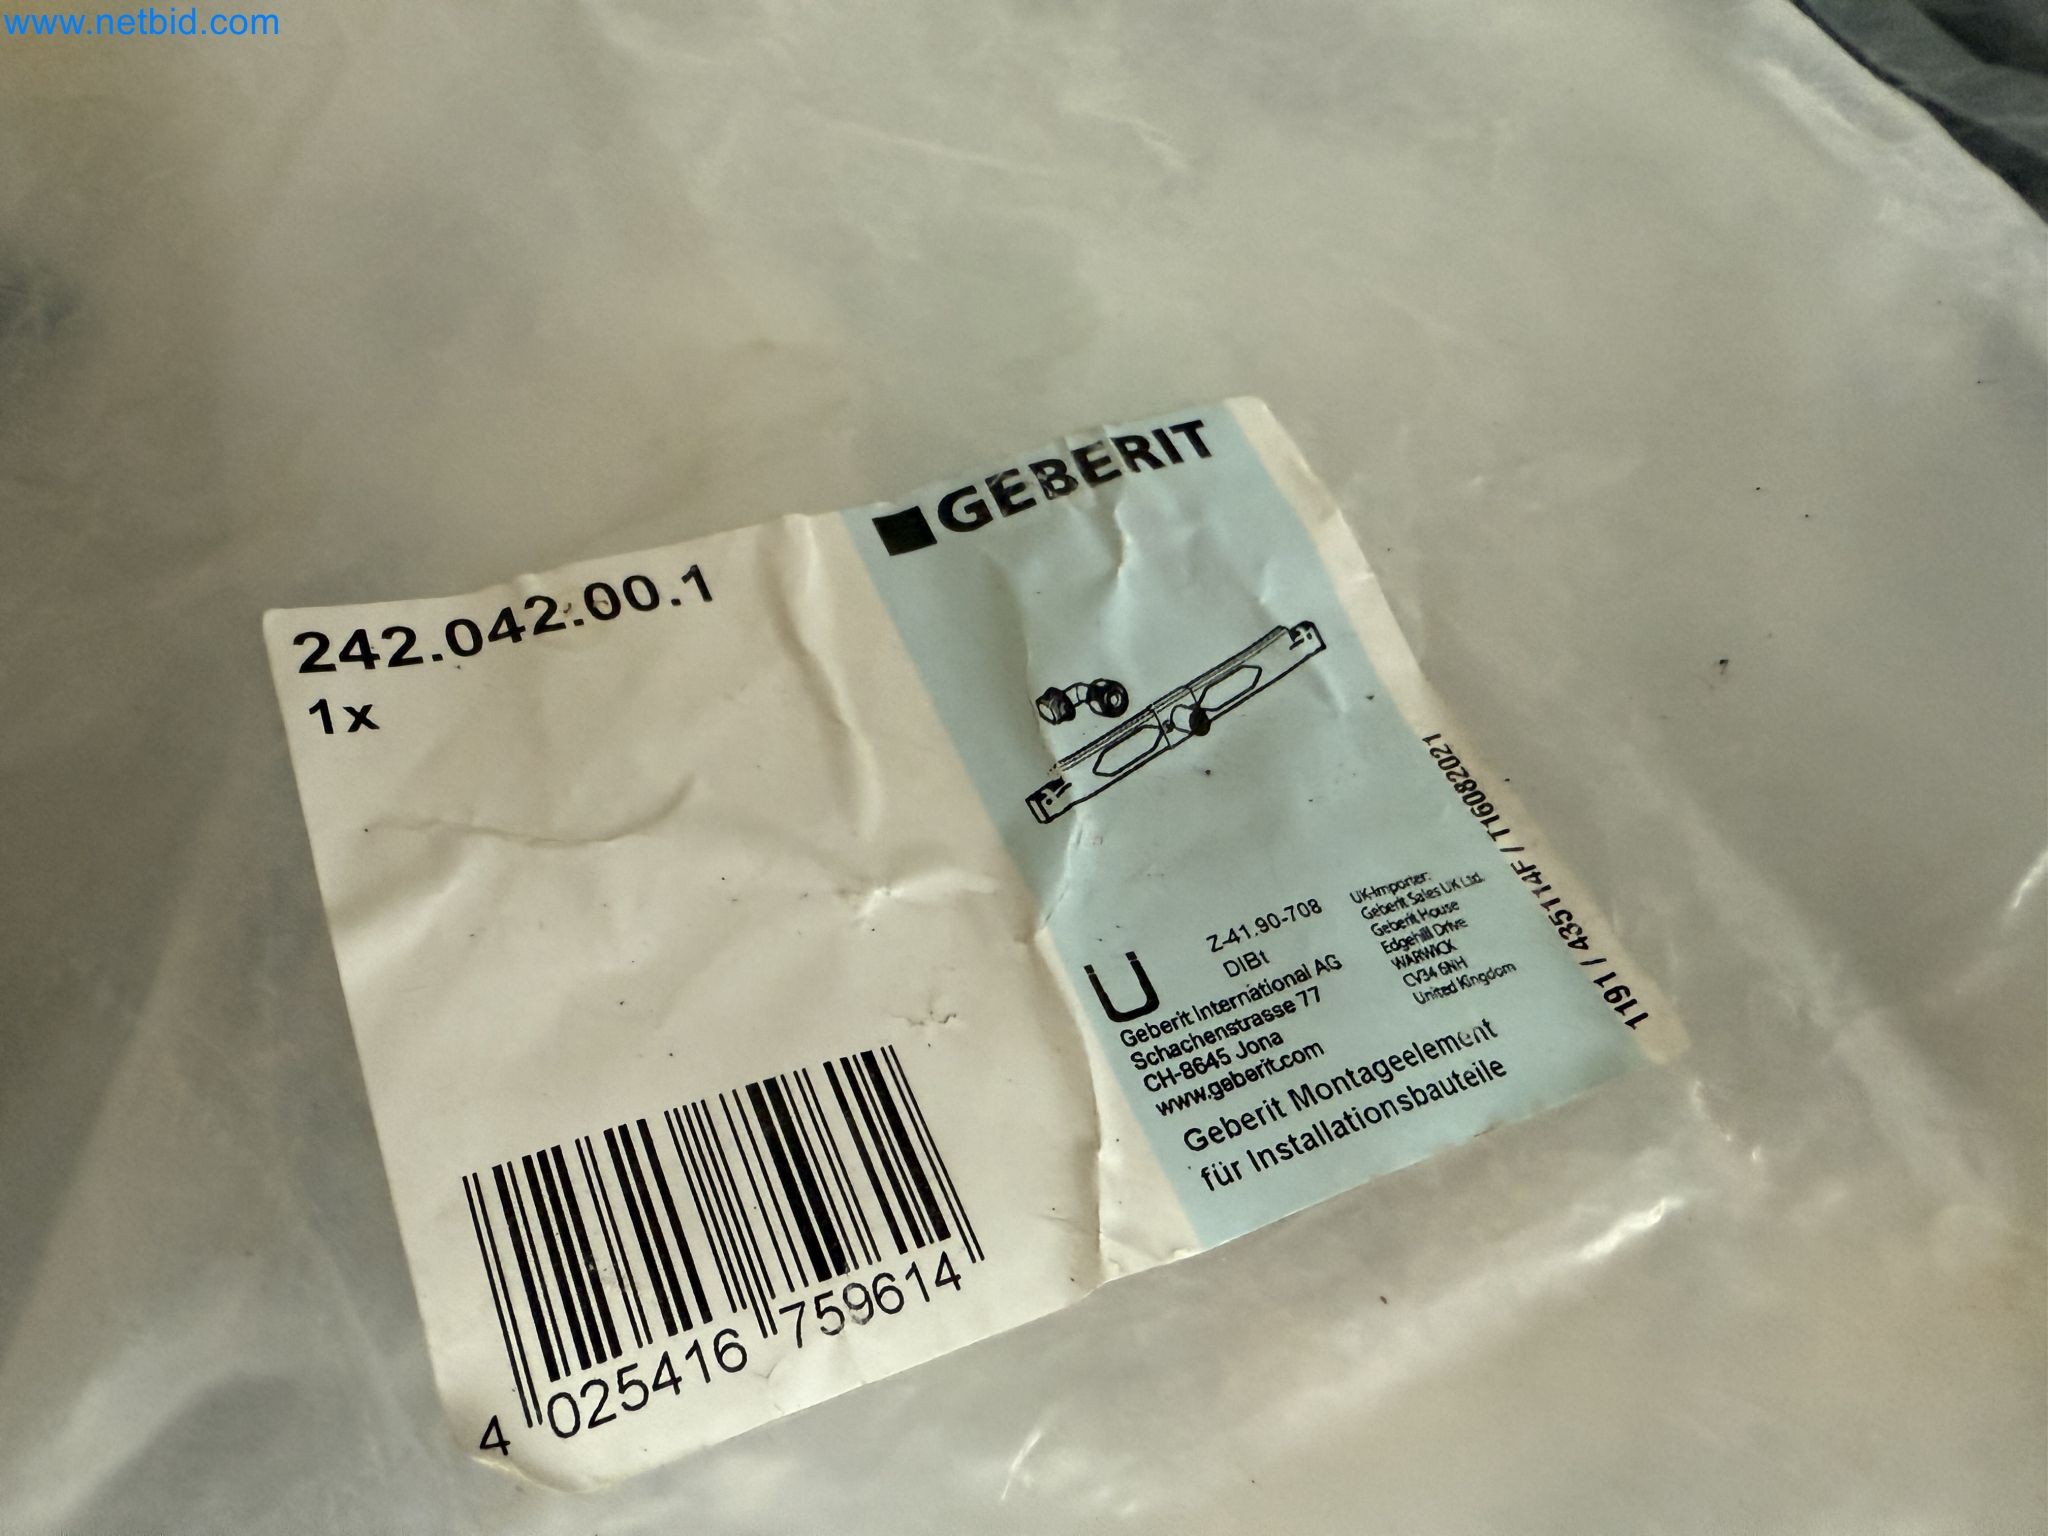 www.netbid.com
GEBERIT
242.042.00.1
1x
1191 / 435114F / T16082021
Z-41.90-708
DIBt
Ü
Geberit International AG
Schachenstrasse 77
CH-8645 Jona
www.geberit.com
UK-Importer:
Geberit Sales UK Ltd.
Geberit House
Edgehill Drive
WARWICK
CV34 6NH
United Kingdom
Geberit Montageelement
für Installationsbauteile
4 025416 759614